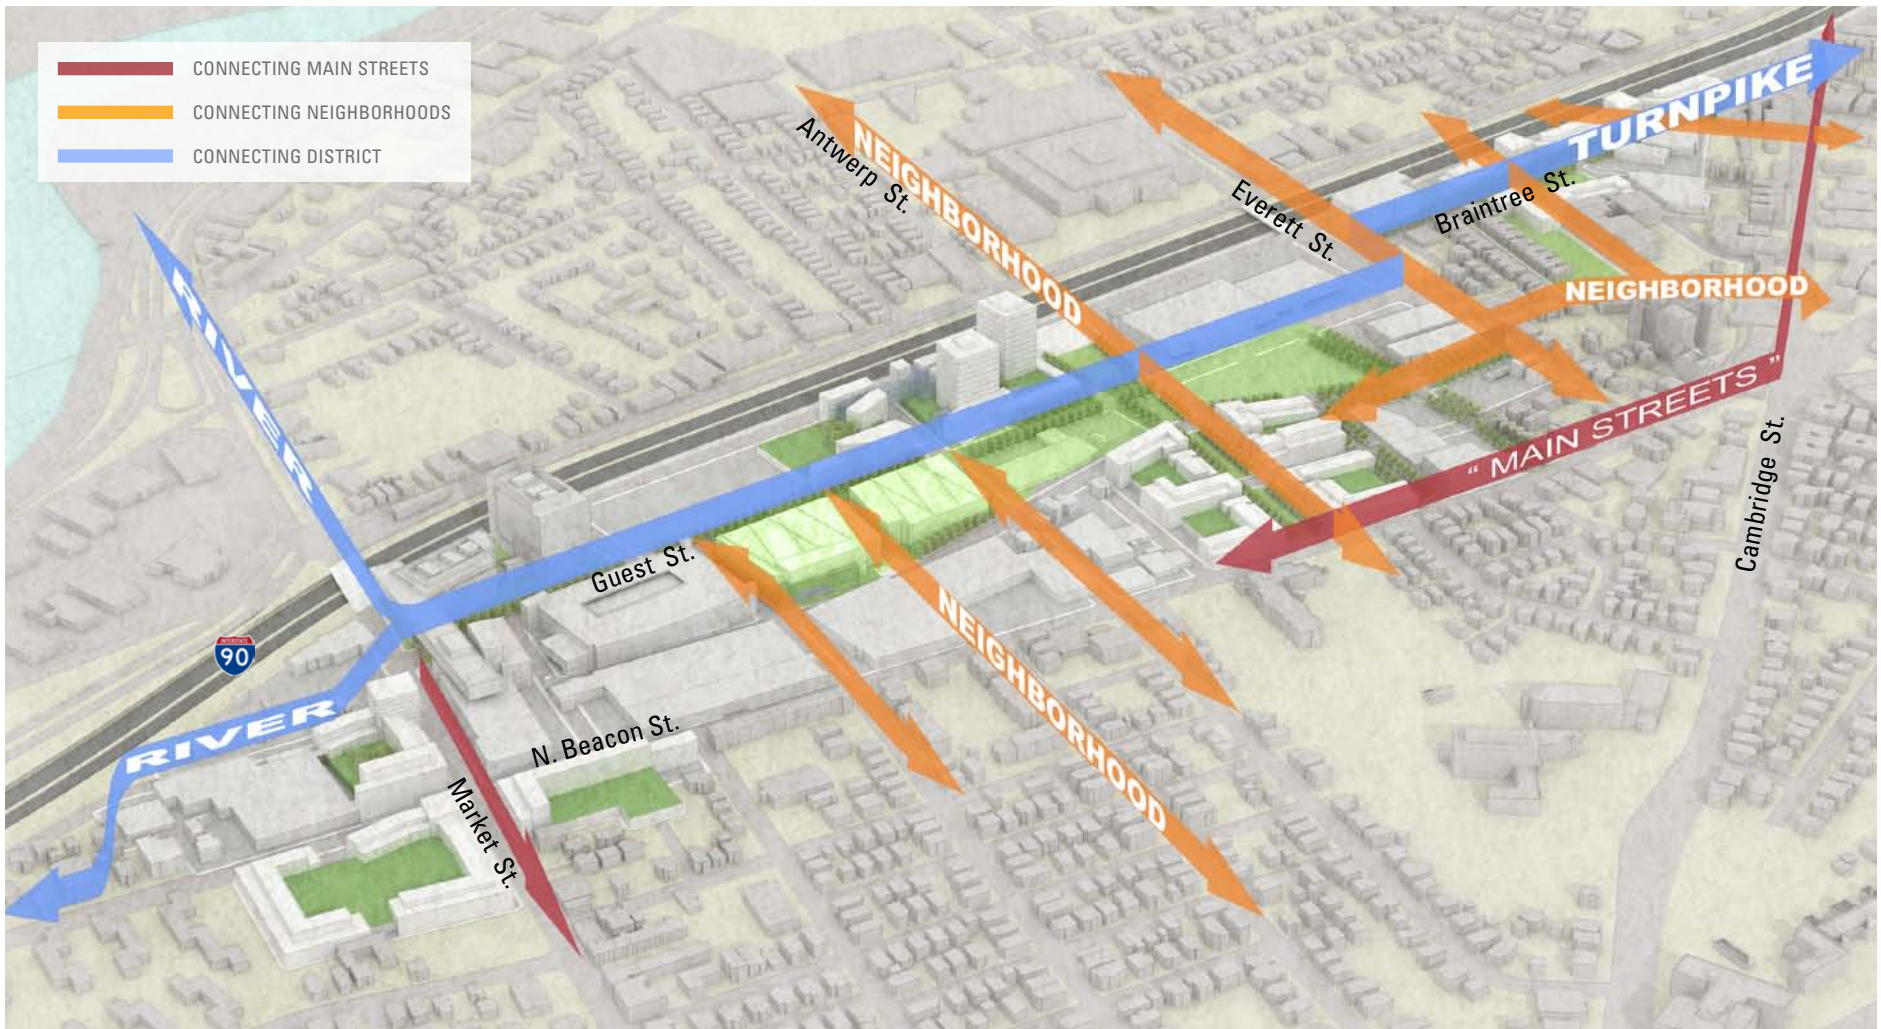 CONNECTING MAIN STREETS
CONNECTING NEIGHBORHOODS
CONNECTING DISTRICT
TURNPIKE
Antwerp St.
NEIGHBORHOOD
Everett St.
Braintree St.
NEIGHBORHOOD
RIVER
“ MAIN STREETS ”
Cambridge St.
Guest St.
INTERSTATE
90
NEIGHBORHOOD
RIVER
N. Beacon St.
Market St.